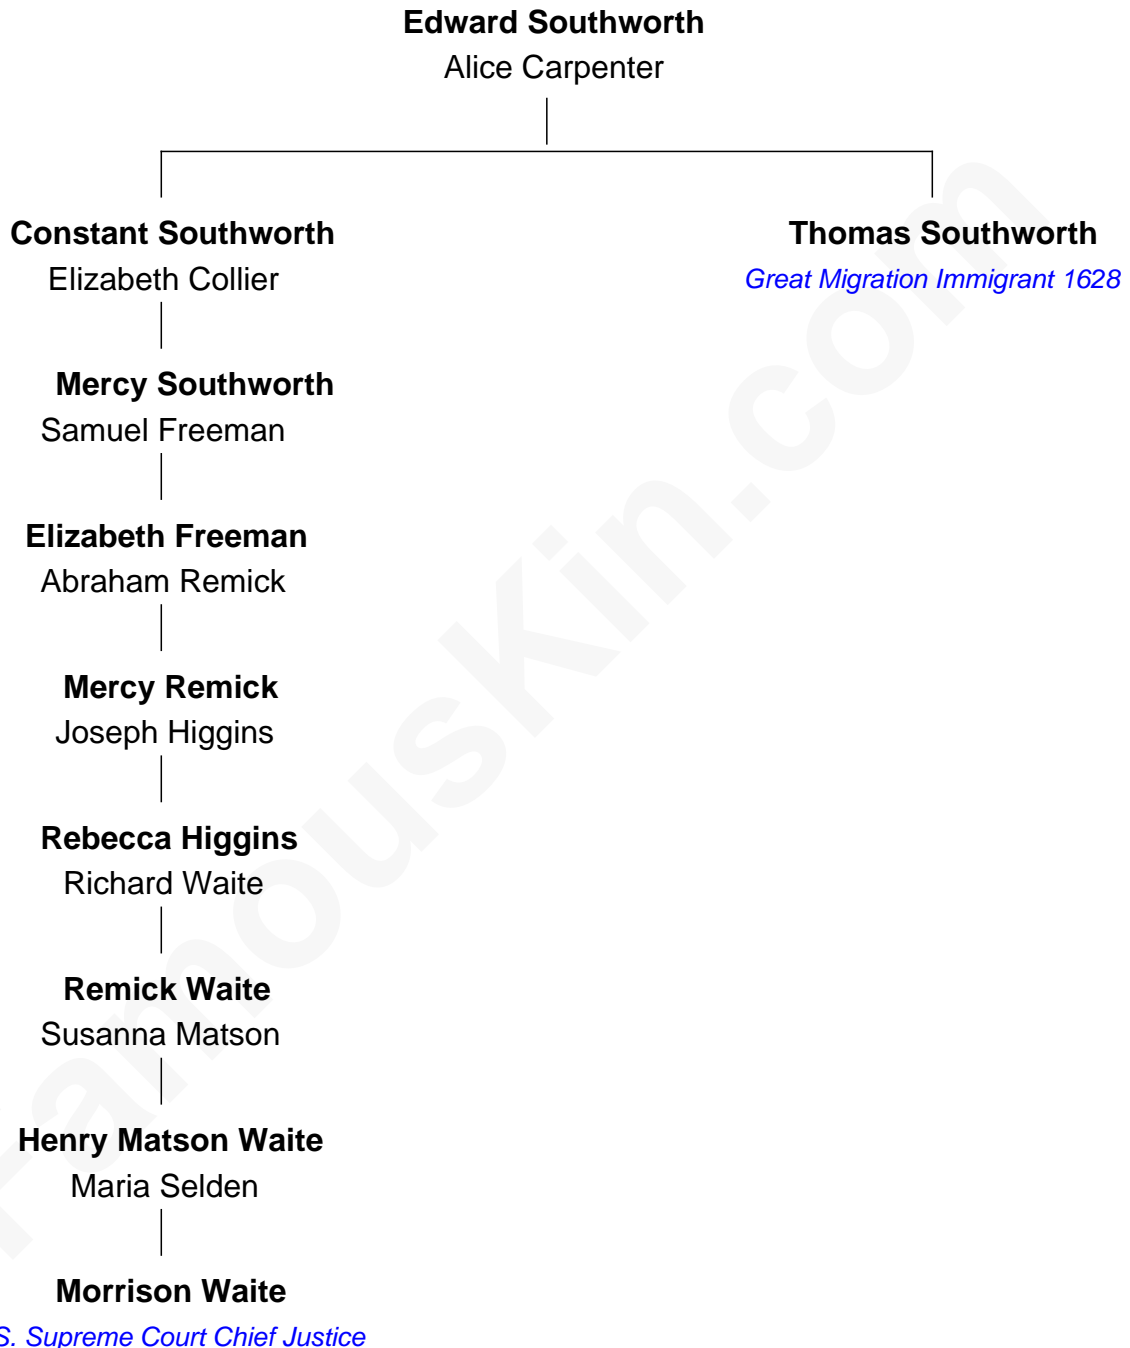 Edward Southworth
Alice Carpenter
Constant Southworth
Elizabeth Collier
Thomas Southworth
Great Migration Immigrant 1628
Mercy Southworth
Samuel Freeman
Elizabeth Freeman
Abraham Remick
Mercy Remick
Joseph Higgins
Rebecca Higgins
Richard Waite
Remick Waite
Susanna Matson
Henry Matson Waite
Maria Selden
Morrison Waite
S. Supreme Court Chief Justice
FamousKin.com